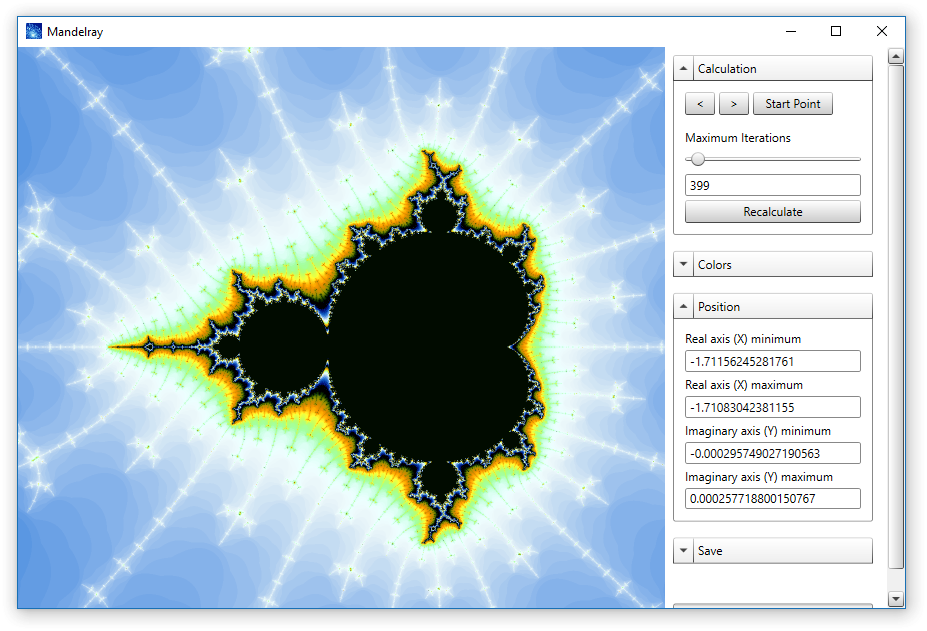 Mandelray
Calculation
< > Start Point
Maximum Iterations
399
Recalculate
Colors
Position
Real axis (X) minimum
-1.71156245281761
Real axis (X) maximum
-1.71083042381155
Imaginary axis (Y) minimum
-0.000295749027190563
Imaginary axis (Y) maximum
0.000257718800150767
Save